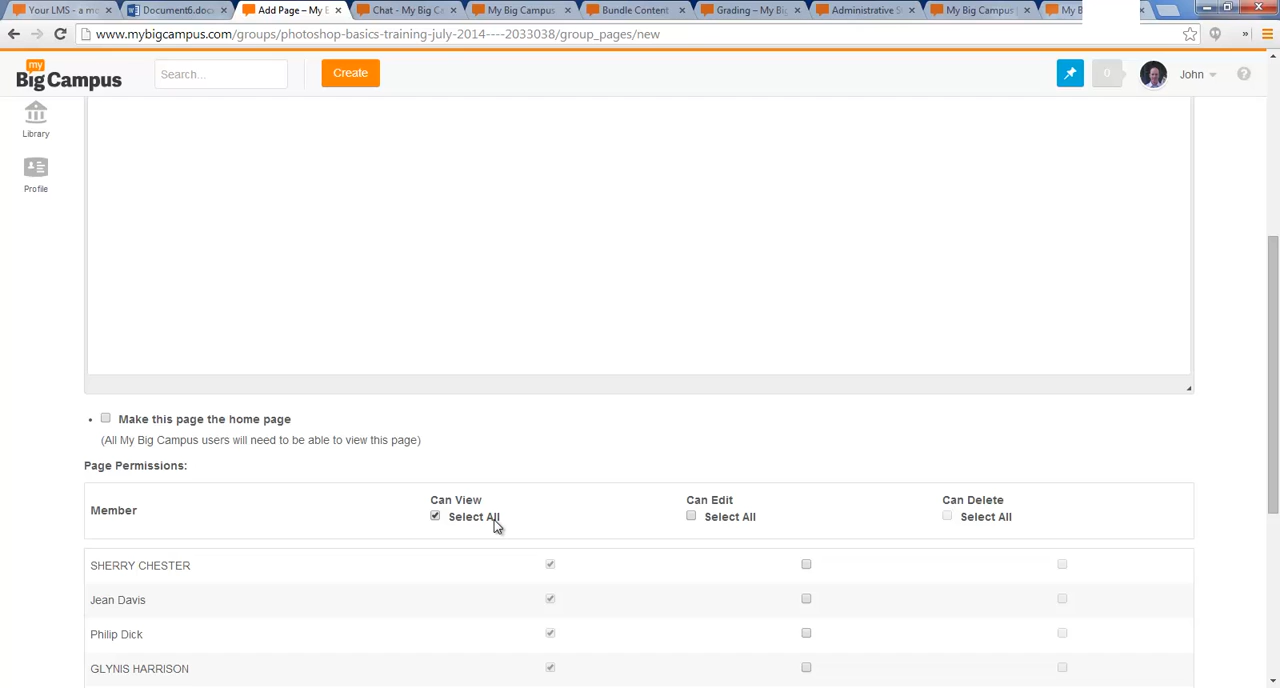 Your LMS - a mo
Document6.docx
Add Page – My B
Chat - My Big Ca
My Big Campus
Bundle Content
Grading – My Big
Administrative S
My Big Campus
My B
www.mybigcampus.com/groups/photoshop-basics-training-july-2014----2033038/group_pages/new
my
Big Campus
Search...
Create
0
John
?
Library
Profile
• Make this page the home page
(All My Big Campus users will need to be able to view this page)
Page Permissions:
Member
Can View
Select All
Can Edit
Select All
Can Delete
Select All
SHERRY CHESTER
Jean Davis
Philip Dick
GLYNIS HARRISON